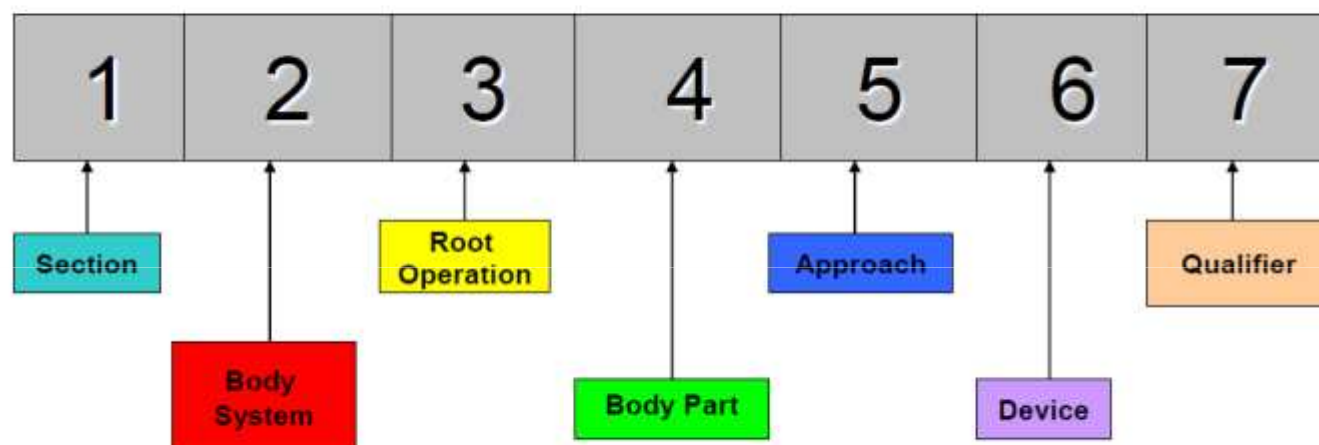 1 2 3 4 5 6 7
Section
Root
Operation
Approach
Qualifier
Body
System
Body Part
Device